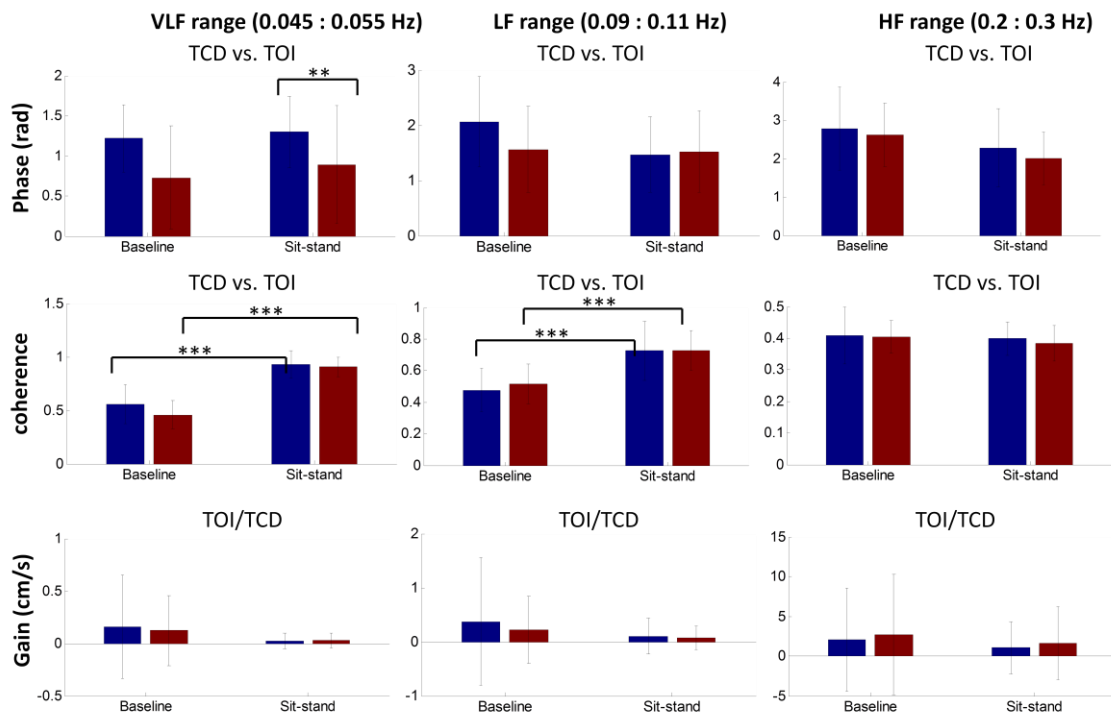 VLF range (0.045 : 0.055 Hz)
LF range (0.09 : 0.11 Hz)
HF range (0.2 : 0.3 Hz)
TCD vs. TOI
TCD vs. TOI
TCD vs. TOI
Phase (rad)
2
1.5
1
0.5
0
**
Baseline
Sit-stand
3
2
1
0
Baseline
Sit-stand
4
3
2
1
0
Baseline
Sit-stand
TCD vs. TOI
TCD vs. TOI
TCD vs. TOI
coherence
1.5
1
0.5
0
***
***
Baseline
Sit-stand
1
0.8
0.6
0.4
0.2
0
***
***
Baseline
Sit-stand
0.5
0.4
0.3
0.2
0.1
0
Baseline
Sit-stand
TOI/TCD
TOI/TCD
TOI/TCD
Gain (cm/s)
1
0.5
0
-0.5
Baseline
Sit-stand
2
1
0
-1
Baseline
Sit-stand
15
10
5
0
-5
Baseline
Sit-stand